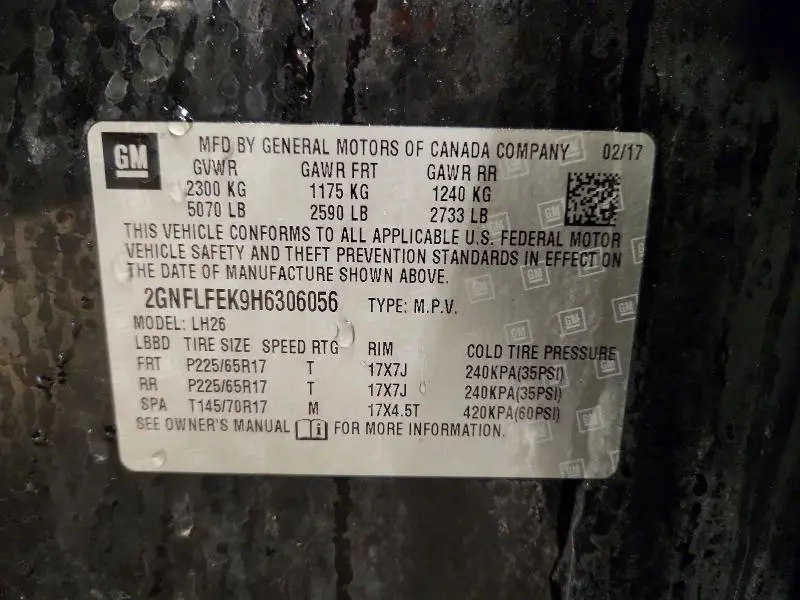 GM MFD BY GENERAL MOTORS OF CANADA COMPANY 02/17
GVWR GAWR FRT GAWR RR
2300 KG 1175 KG 1240 KG
5070 LB 2590 LB 2733 LB
THIS VEHICLE CONFORMS TO ALL APPLICABLE U.S. FEDERAL MOTOR
VEHICLE SAFETY AND THEFT PREVENTION STANDARDS IN EFFECT ON
THE DATE OF MANUFACTURE SHOWN ABOVE.
2GNFLFEK9H6306056 TYPE: M.P.V.
MODEL: LH26
LBBD TIRE SIZE SPEED RTG RIM COLD TIRE PRESSURE
FRT P225/65R17 T 17X7J 240KPA(35PSI)
RR P225/65R17 T 17X7J 240KPA(35PSI)
SPA T145/70R17 M 17X4.5T 420KPA(60PSI)
SEE OWNER'S MANUAL i FOR MORE INFORMATION.